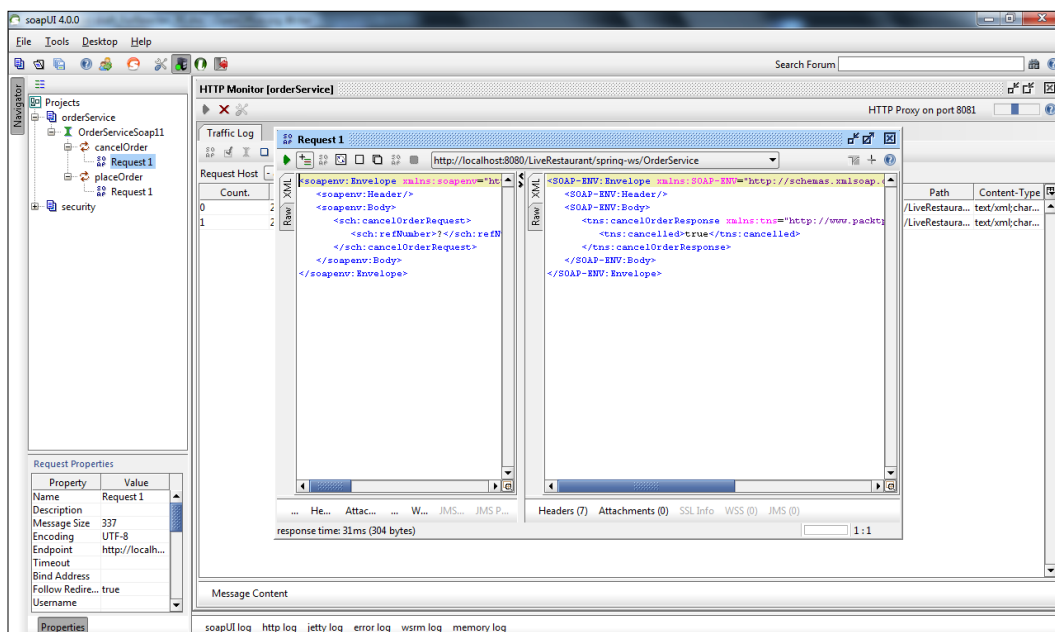 soapUI 4.0.0
File Tools Desktop Help
Search Forum
Navigator
Projects
orderService
OrderServiceSoap11
cancelOrder
Request 1
placeOrder
Request 1
security
HTTP Monitor [orderService]
HTTP Proxy on port 8081
Traffic Log
Request Host
Count. Path Content-Type
0 2 /LiveRestaura... text/xml;char...
1 2 /LiveRestaura... text/xml;char...
Request 1
http://localhost:8080/LiveRestaurant/spring-ws/OrderService
XML
Raw
<soapenv:Envelope xmlns:soapenv="htt
<soapenv:Header/>
<soapenv:Body>
<sch:cancelOrderRequest>
<sch:refNumber>?</sch:refN
</sch:cancelOrderRequest>
</soapenv:Body>
</soapenv:Envelope>
XML
Raw
<SOAP-ENV:Envelope xmlns:SOAP-ENV="http://schemas.xmlsoap.
<SOAP-ENV:Header/>
<SOAP-ENV:Body>
<tns:cancelOrderResponse xmlns:tns="http://www.packtp
<tns:cancelled>true</tns:cancelled>
</tns:cancelOrderResponse>
</SOAP-ENV:Body>
</SOAP-ENV:Envelope>
... He... Attac... ... W... JMS... JMS P...
Headers (7) Attachments (0) SSL Info WSS (0) JMS (0)
response time: 31ms (304 bytes)
1:1
Request Properties
Property Value
Name Request 1
Description
Message Size 337
Encoding UTF-8
Endpoint http://localh...
Timeout
Bind Address
Follow Redire... true
Username
Properties
Message Content
soapUI log http log jetty log error log wsrm log memory log